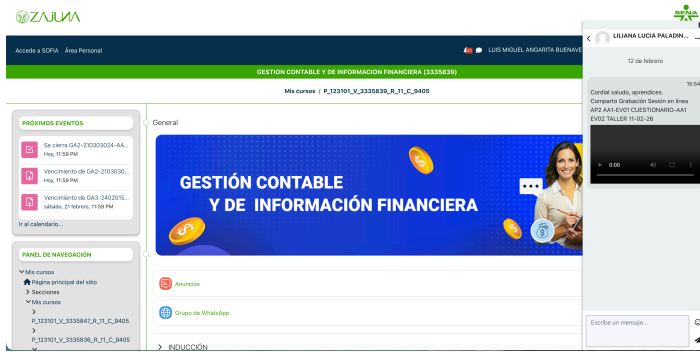 ZAJUNA
SENA
Accede a SOFIA Área Personal
LUIS MIGUEL ANGARITA BUENAVE
GESTION CONTABLE Y DE INFORMACION FINANCIERA (3335839)
Mis cursos / P_123101_V_3335839_R_11_C_9405
PRÓXIMOS EVENTOS
Se cierra GA2-210303024-AA...
Hoy, 11:59 PM
Vencimiento de GA2-2103030...
Hoy, 11:59 PM
Vencimiento de GA3-2402015...
sábado, 21 febrero, 11:59 PM
Ir al calendario...
PANEL DE NAVEGACIÓN
Mis cursos
Página principal del sitio
Secciones
Mis cursos
P_123101_V_3335847_R_11_C_9405
P_123101_V_3335836_R_11_C_9405
General
GESTIÓN CONTABLE
Y DE INFORMACIÓN FINANCIERA
Anuncios
Grupo de WhatsApp
INDUCCIÓN
LILIANA LUCIA PALADIN...
12 de febrero
15:54
Cordial saludo, aprendices.
Comparto Grabación Sesión en línea
AP2 AA1-EV01 CUESTIONARIO-AA1
EV02 TALLER 11-02-26
0:00
Escribe un mensaje...